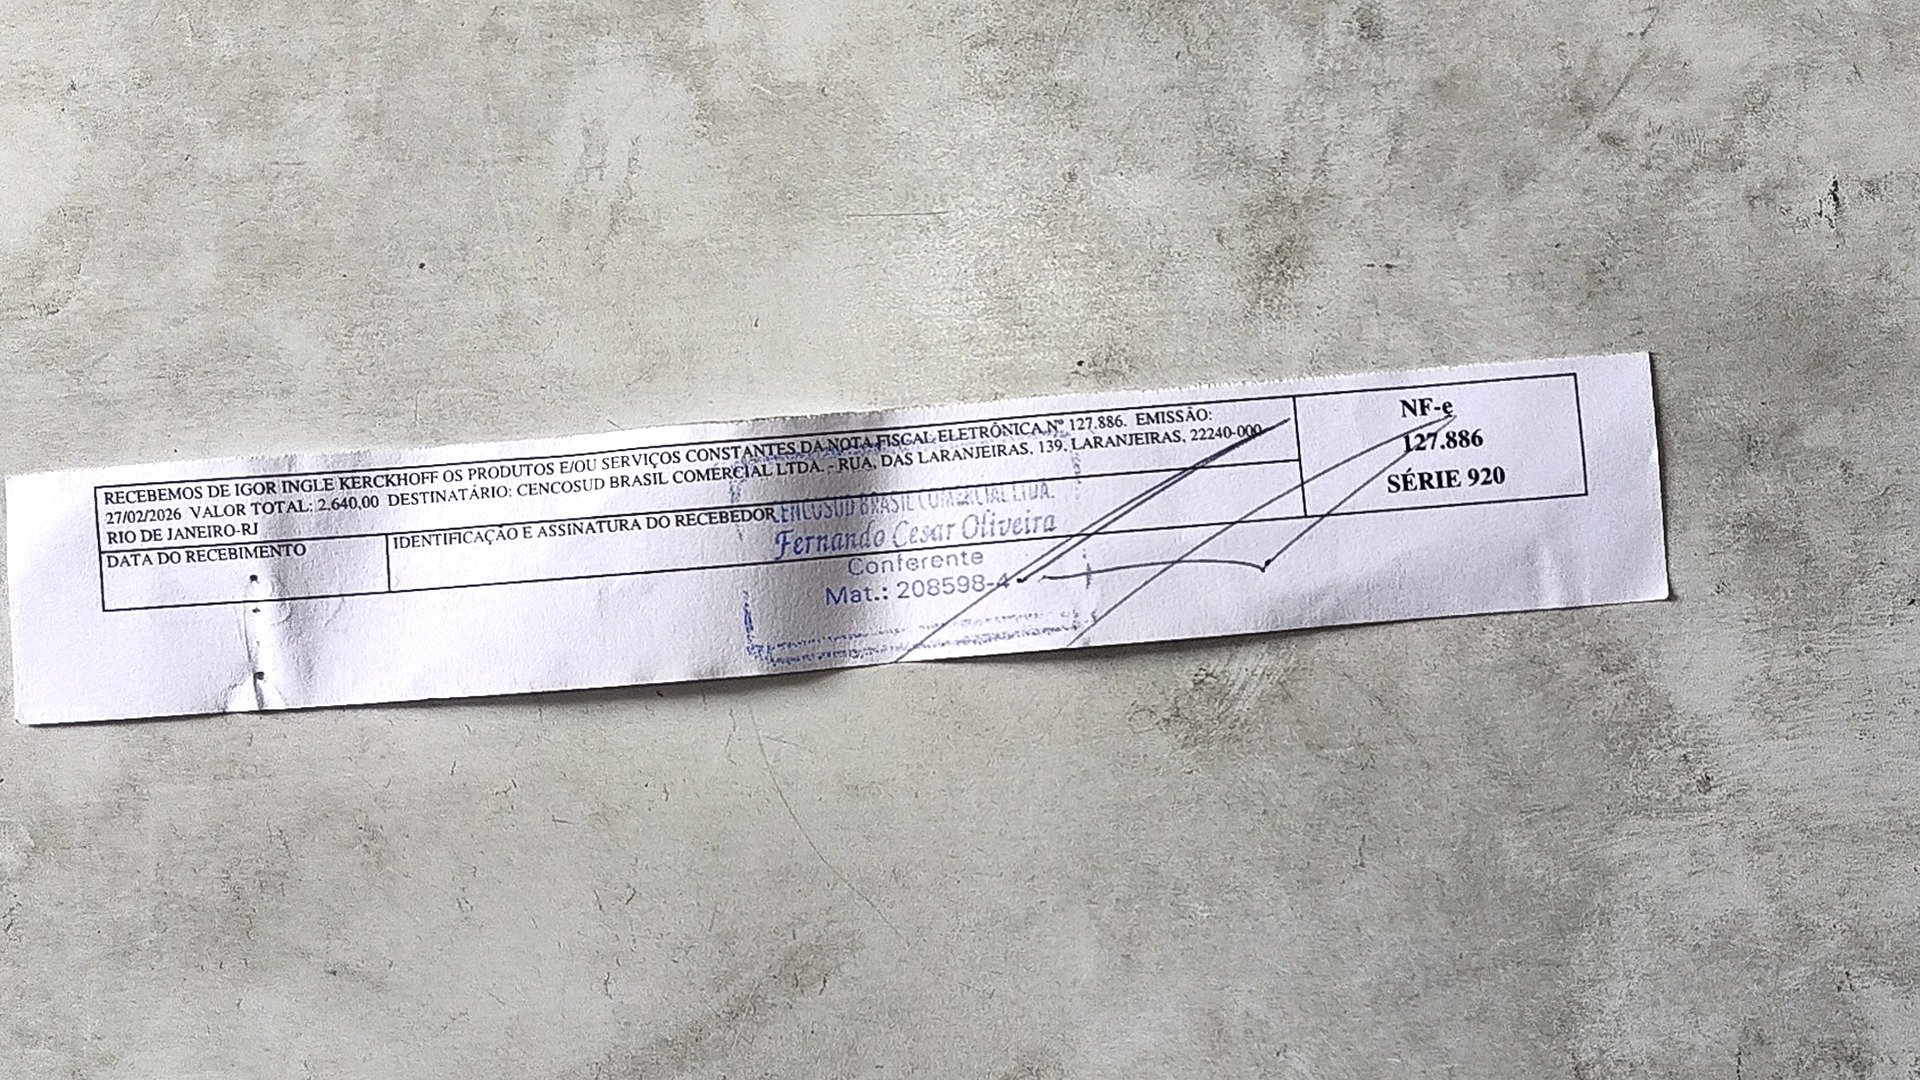 RECEBEMOS DE IGOR INGLE KERCKHOFF OS PRODUTOS E/OU SERVIÇOS CONSTANTES DA NOTA FISCAL ELETRÔNICA Nº 127.886. EMISSÃO:
27/02/2026 VALOR TOTAL: 2.640,00 DESTINATÁRIO: CENCOSUD BRASIL COMERCIAL LTDA. - RUA, DAS LARANJEIRAS, 139, LARANJEIRAS, 22240-000
RIO DE JANEIRO-RJ
DATA DO RECEBIMENTO
IDENTIFICAÇÃO E ASSINATURA DO RECEBEDOR
NF-e
127.886
SÉRIE 920
CENCOSUD BRASIL COMERCIAL LTDA.
Fernando Cesar Oliveira
Conferente
Mat.: 208598-4